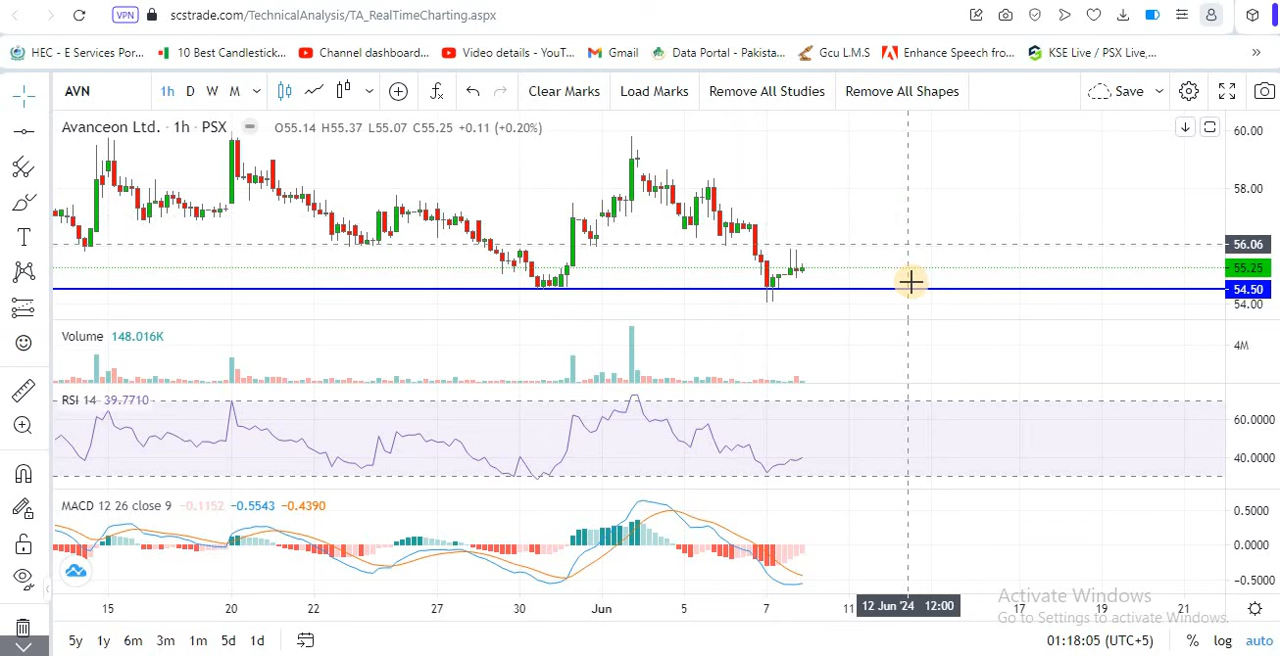 VPN scstrade.com/TechnicalAnalysis/TA_RealTimeCharting.aspx
HEC - E Services Por... 10 Best Candlestick... Channel dashboard... Video details - YouT... Gmail Data Portal - Pakista... Gcu L.M.S Enhance Speech fro... KSE Live / PSX Live,... »
AVN 1h D W M Clear Marks Load Marks Remove All Studies Remove All Shapes Save
Avanceon Ltd. · 1h · PSX O55.14 H55.37 L55.07 C55.25 +0.11 (+0.20%)
60.00
58.00
56.06
55.25
54.50
54.00
Volume 148.016K
4M
RSI 14 39.7710
60.0000
40.0000
MACD 12 26 close 9 -0.1152 -0.5543 -0.4390
0.5000
0.0000
-0.5000
15 20 22 27 30 Jun 5 7 11 12 Jun '24 12:00 17 19 21
Activate Windows
Go to Settings to activate Windows.
5y 1y 6m 3m 1m 5d 1d 01:18:05 (UTC+5) % log auto